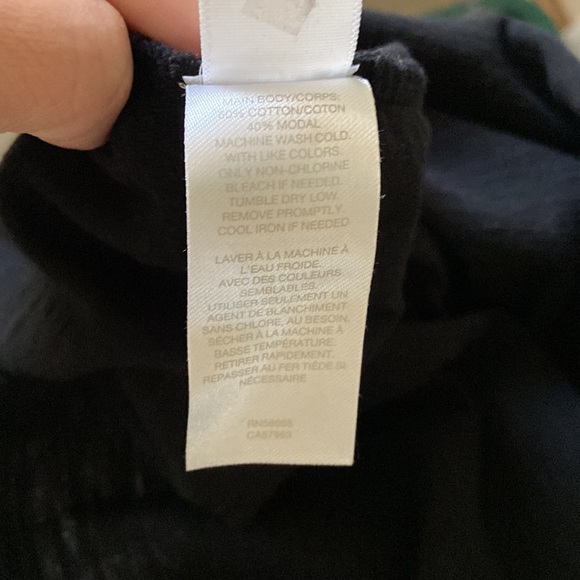 MAIN BODY/CORPS:
60% COTTON/COTON
40% MODAL
MACHINE WASH COLD.
WITH LIKE COLORS.
ONLY NON-CHLORINE
BLEACH IF NEEDED.
TUMBLE DRY LOW.
REMOVE PROMPTLY.
COOL IRON IF NEEDED
LAVER À LA MACHINE À
L'EAU FROIDE.
AVEC DES COULEURS
SEMBLABLES.
UTILISER SEULEMENT UN
AGENT DE BLANCHIMENT
SANS CHLORE, AU BESOIN.
SÉCHER À LA MACHINE À
BASSE TEMPÉRATURE.
RETIRER RAPIDEMENT.
REPASSER AU FER TIÈDE SI
NÉCESSAIRE
CA57963